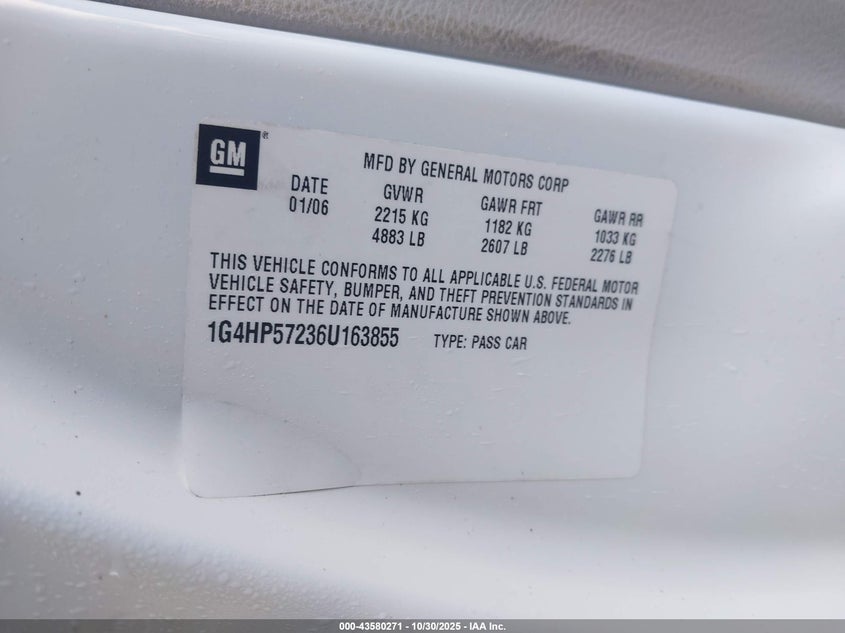 GM®
MFD BY GENERAL MOTORS CORP
DATE GVWR GAWR FRT GAWR RR
01/06 2215 KG 1182 KG 1033 KG
4883 LB 2607 LB 2276 LB
THIS VEHICLE CONFORMS TO ALL APPLICABLE U.S. FEDERAL MOTOR
VEHICLE SAFETY, BUMPER, AND THEFT PREVENTION STANDARDS IN
EFFECT ON THE DATE OF MANUFACTURE SHOWN ABOVE.
1G4HP57236U163855 TYPE: PASS CAR
000-43580271 - 10/30/2025 - IAA Inc.